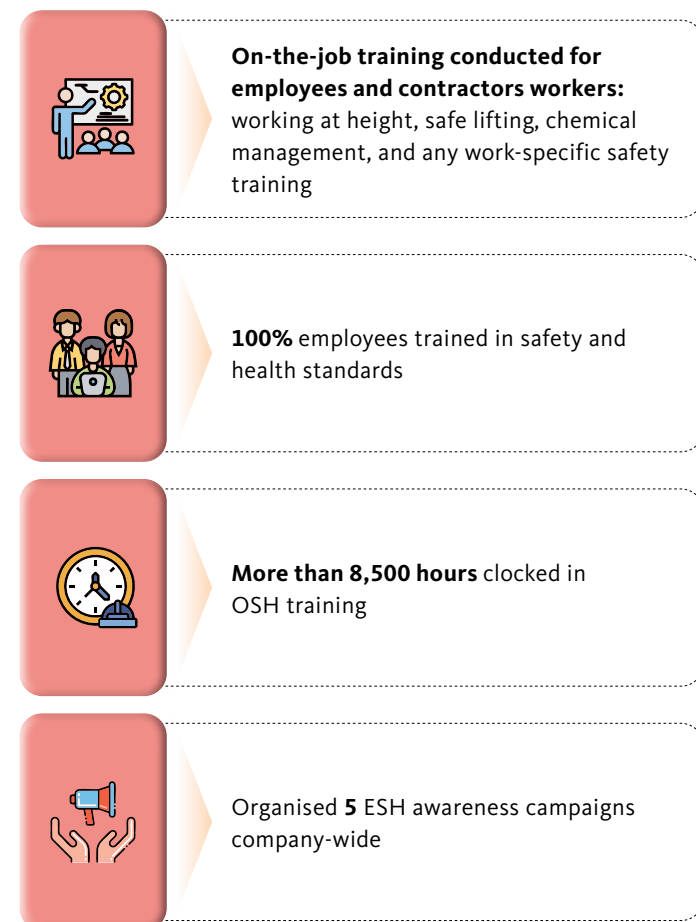 On-the-job training conducted for
employees and contractors workers:
working at height, safe lifting, chemical
management, and any work-specific safety
training
100% employees trained in safety and
health standards
More than 8,500 hours clocked in
OSH training
Organised 5 ESH awareness campaigns
company-wide